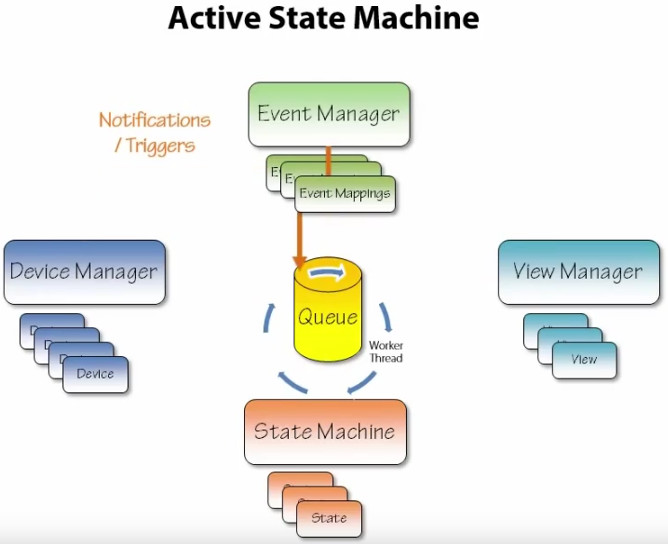 Active State Machine
Notifications
/ Triggers
Event Manager
Event Mappings
Device Manager
Device
Queue
Worker
Thread
View Manager
View
State Machine
State